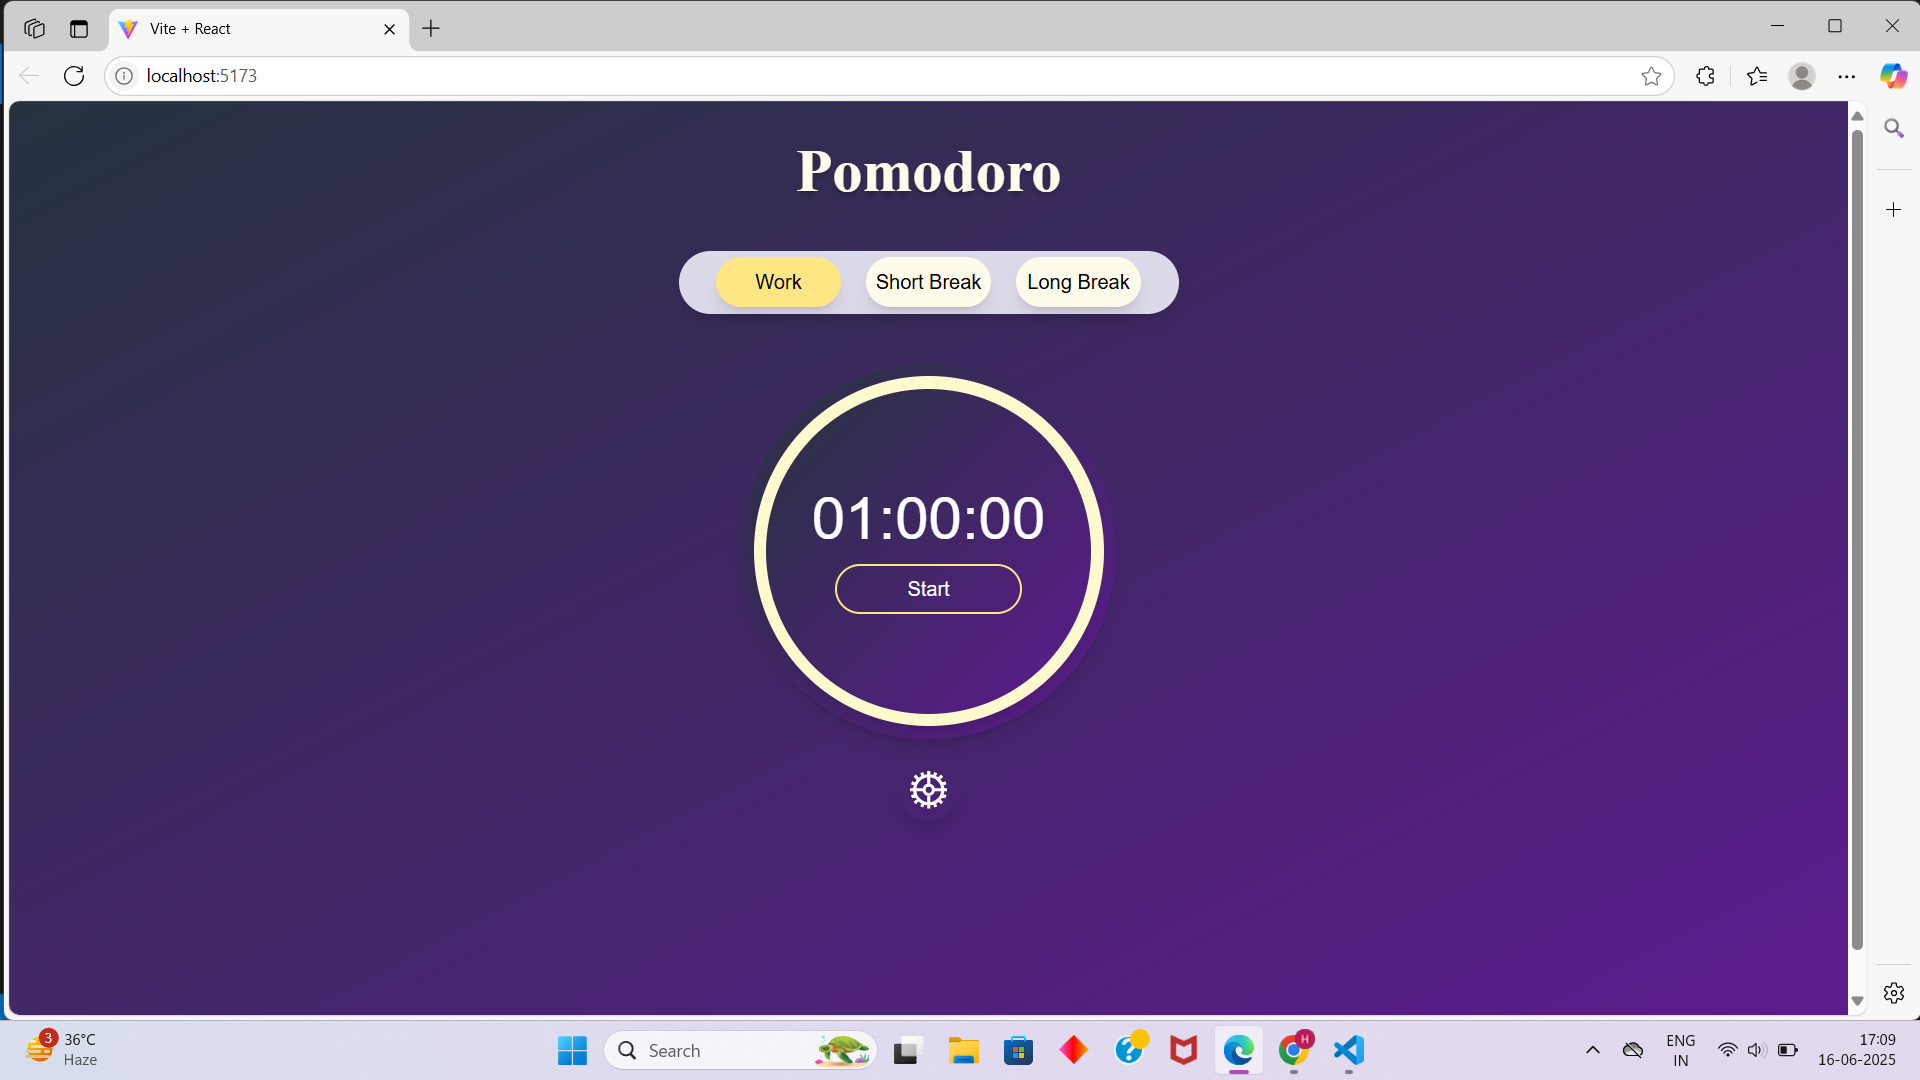 Vite + React
localhost:5173
Pomodoro
Work
Short Break
Long Break
01:00:00
Start
3
36°C
Haze
Search
?
H
ENG
IN
17:09
16-06-2025